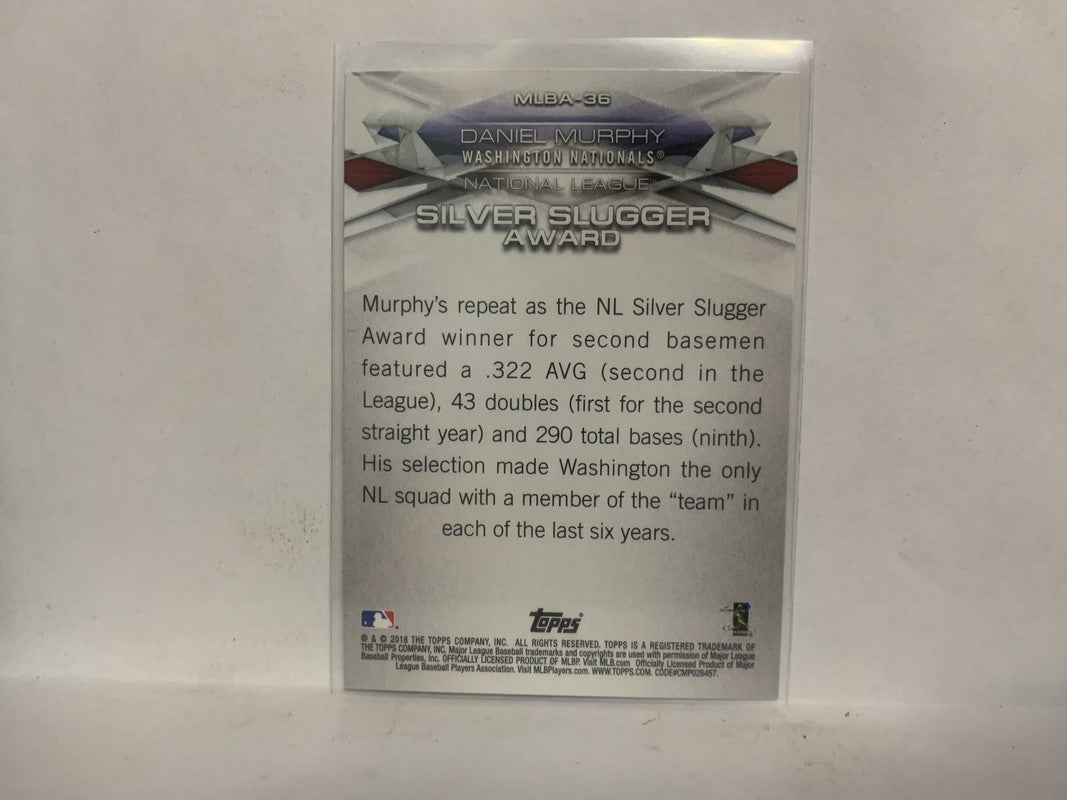 MLBA-36
DANIEL MURPHY
WASHINGTON NATIONALS®
NATIONAL LEAGUE™
SILVER SLUGGER
AWARD
Murphy's repeat as the NL Silver Slugger
Award winner for second basemen
featured a .322 AVG (second in the
League), 43 doubles (first for the second
straight year) and 290 total bases (ninth).
His selection made Washington the only
NL squad with a member of the “team” in
each of the last six years.
Topps®
® & © 2018 THE TOPPS COMPANY, INC. ALL RIGHTS RESERVED. TOPPS IS A REGISTERED TRADEMARK OF
THE TOPPS COMPANY, INC. Major League Baseball trademarks and copyrights are used with permission of Major League
Baseball Properties, Inc. OFFICIALLY LICENSED PRODUCT OF MLBP. Visit MLB.com Officially Licensed Product of Major
League Baseball Players Association. Visit MLBPlayers.com. WWW.TOPPS.COM. CODE#CMP026457.